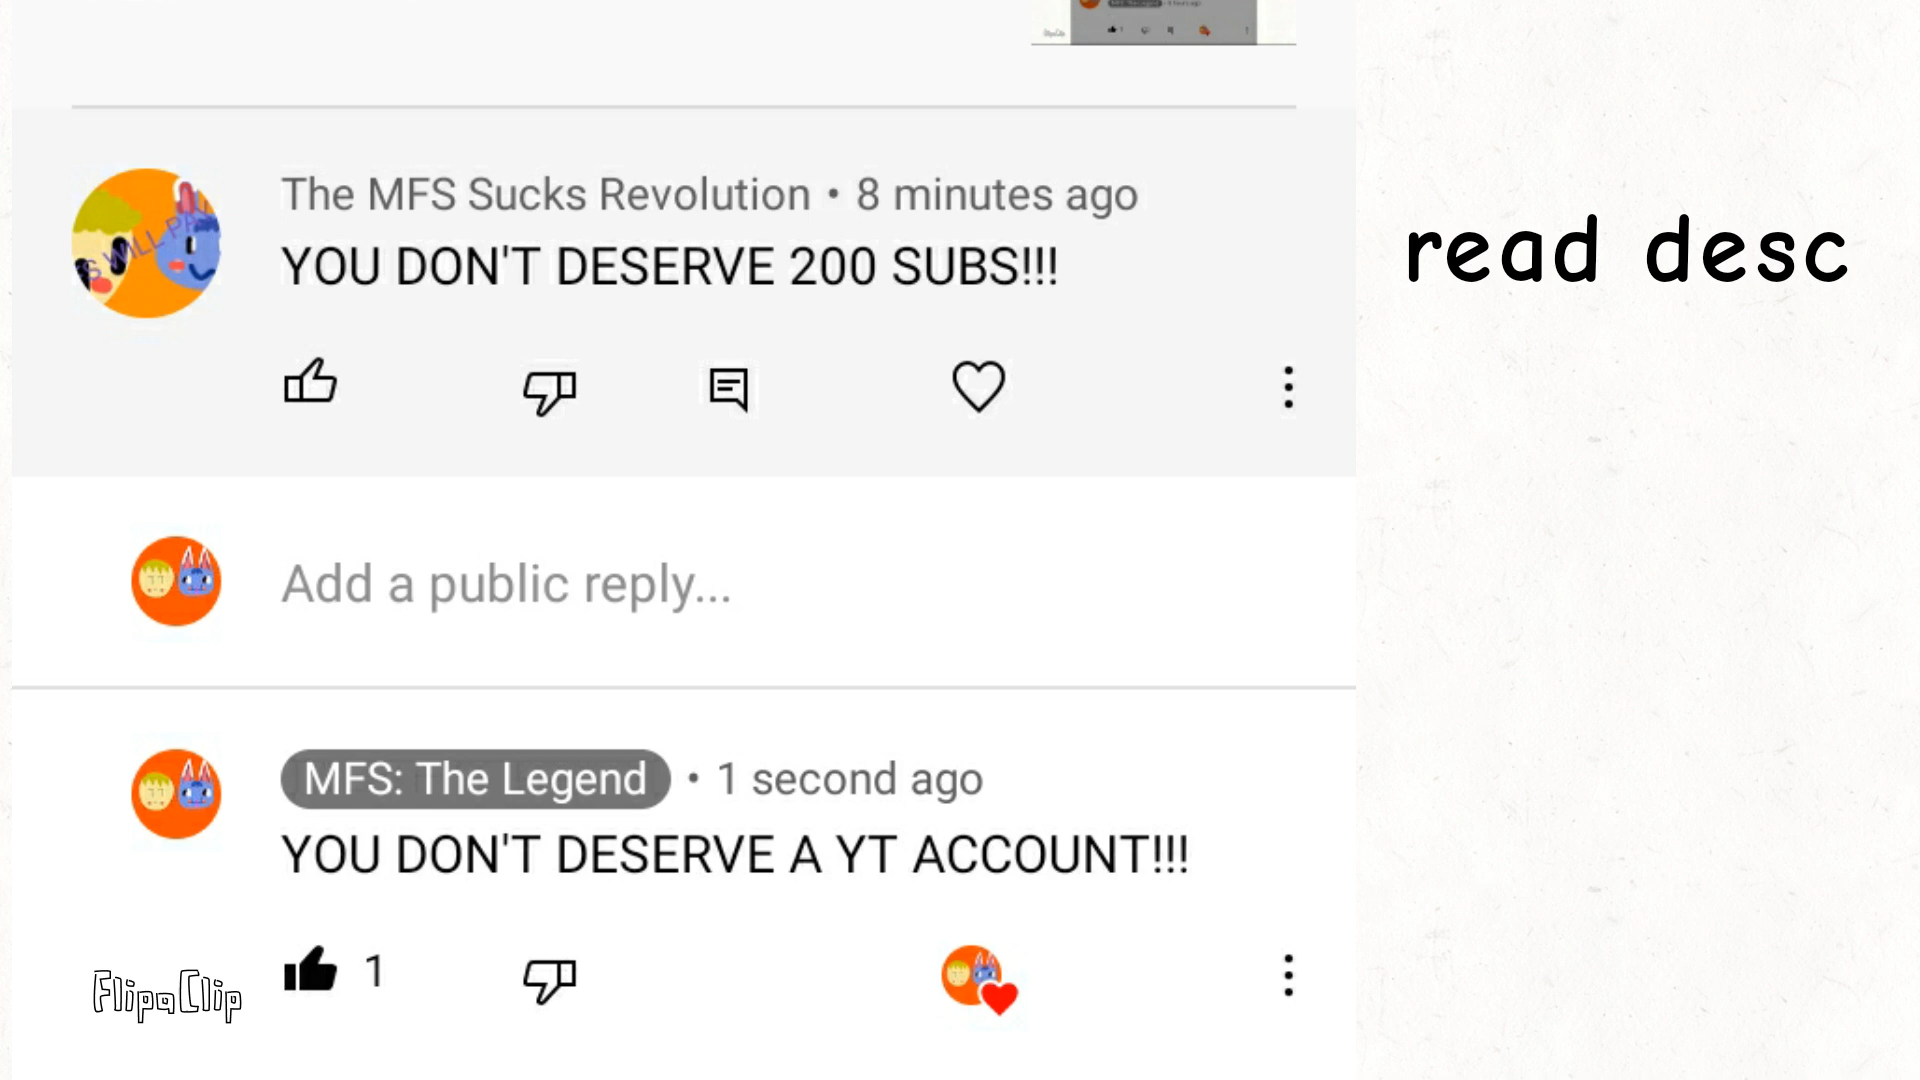 The MFS Sucks Revolution • 8 minutes ago
YOU DON'T DESERVE 200 SUBS!!!
read desc
Add a public reply...
MFS: The Legend • 1 second ago
YOU DON'T DESERVE A YT ACCOUNT!!!
1
FlipaClip